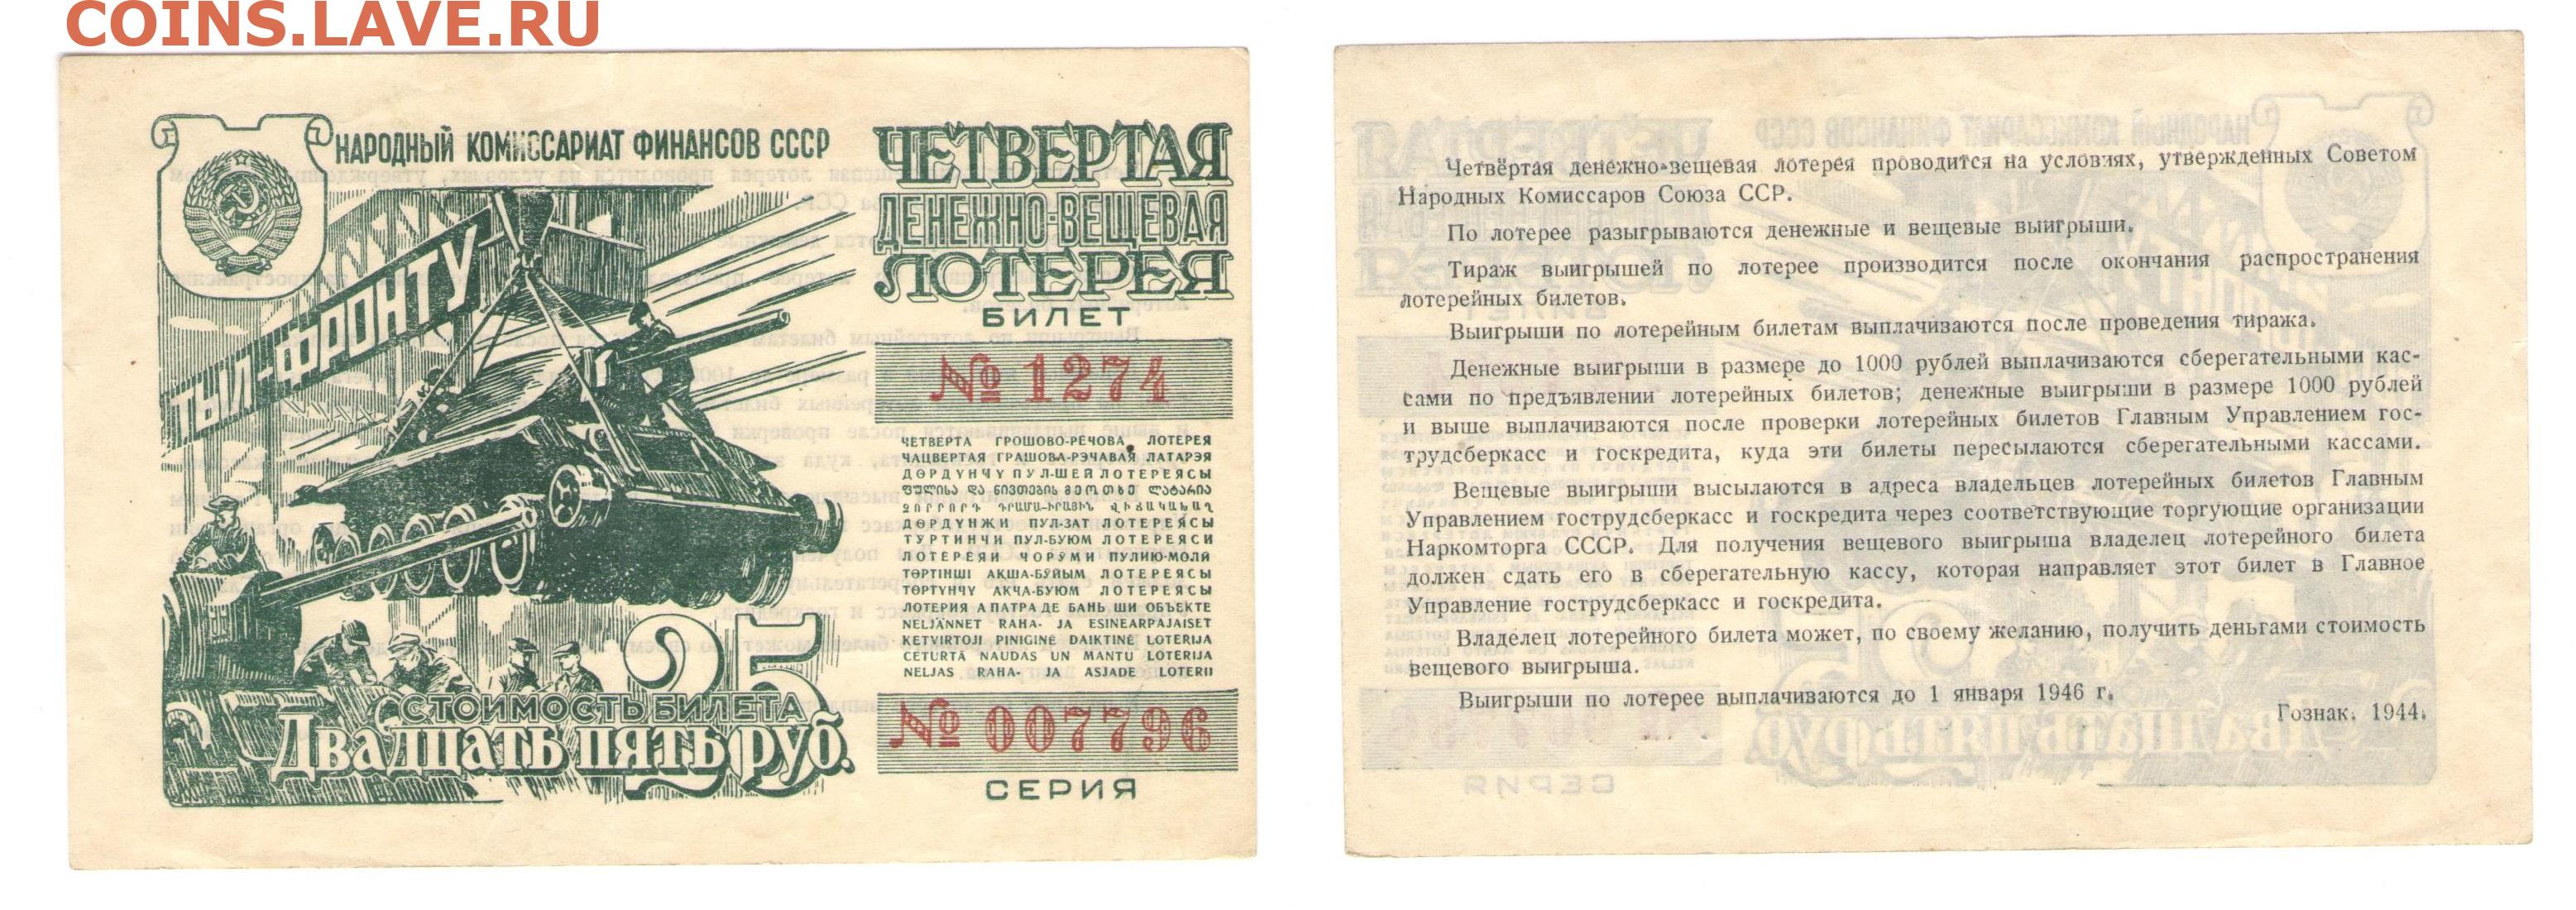 COINS.LAVE.RU
НАРОДНЫЙ КОМИССАРИАТ ФИНАНСОВ СССР
ТЫЛ-ФРОНТУ
25
СТОИМОСТЬ БИЛЕТА
Двадцать пять руб.
ЧЕТВЕРТАЯ
ДЕНЕЖНО-ВЕЩЕВАЯ
ЛОТЕРЕЯ
БИЛЕТ
№ 1274
ЧЕТВЕРТА ГРОШОВО-РЕЧОВА ЛОТЕРЕЯ
ЧАЦВЕРТАЯ ГРАШОВА-РЭЧАВАЯ ЛАТАРЭЯ
ДӨРДҮНЧҮ ПУЛ-ШЕЙ ЛОТЕРЕЯСЫ
ᲤᲣᲚᲘᲡᲐ ᲓᲐ ᲜᲘᲕᲗᲔᲑᲘᲡ ᲛᲔᲝᲗᲮᲔ ᲚᲐᲢᲐᲠᲘᲐ
ՉՈՐՐՈՐԴ ԴՐԱՄԱ-ԻՐԱՅԻՆ ՎԻՃԱԿԱԽԱՂ
ДӨРДҮНЖИ ПУЛ-ЗАТ ЛОТЕРЕЯСЫ
ТУРТИНЧИ ПУЛ-БУЮМ ЛОТЕРЕЯСИ
ЛОТЕРЕЯИ ЧОРУМИ ПУЛИЮ-МОЛӢ
ТӨРТІНШІ АҚША-БҰЙЫМ ЛОТЕРЕЯСЫ
ТӨРТҮНЧҮ АКЧА-БУЮМ ЛОТЕРЕЯСЫ
ЛОТЕРИЯ А ПАТРА ДЕ БАНЬ ШИ ОБЪЕКТЕ
NELJÄNNET RAHA- JA ESINEARPAJAISET
KETVIRTOJI PINIGINĖ DAIKTINĖ LOTERIJA
CETURTĀ NAUDAS UN MANTU LOTERIJA
NELJAS RAHA- JA ASJADE LOTERII
№ 007796
СЕРИЯ
Четвёртая денежно-вещевая лотерея проводится на условиях, утвержденных Советом
Народных Комиссаров Союза ССР.
По лотерее разыгрываются денежные и вещевые выигрыши.
Тираж выигрышей по лотерее производится после окончания распространения
лотерейных билетов.
Выигрыши по лотерейным билетам выплачиваются после проведения тиража.
Денежные выигрыши в размере до 1000 рублей выплачиваются сберегательными кас-
сами по предъявлении лотерейных билетов; денежные выигрыши в размере 1000 рублей
и выше выплачиваются после проверки лотерейных билетов Главным Управлением гос-
трудсберкасс и госкредита, куда эти билеты пересылаются сберегательными кассами.
Вещевые выигрыши высылаются в адреса владельцев лотерейных билетов Главным
Управлением гострудсберкасс и госкредита через соответствующие торгующие организации
Наркомторга СССР. Для получения вещевого выигрыша владелец лотерейного билета
должен сдать его в сберегательную кассу, которая направляет этот билет в Главное
Управление гострудсберкасс и госкредита.
Владелец лотерейного билета может, по своему желанию, получить деньгами стоимость
вещевого выигрыша.
Выигрыши по лотерее выплачиваются до 1 января 1946 г.
Гознак. 1944.